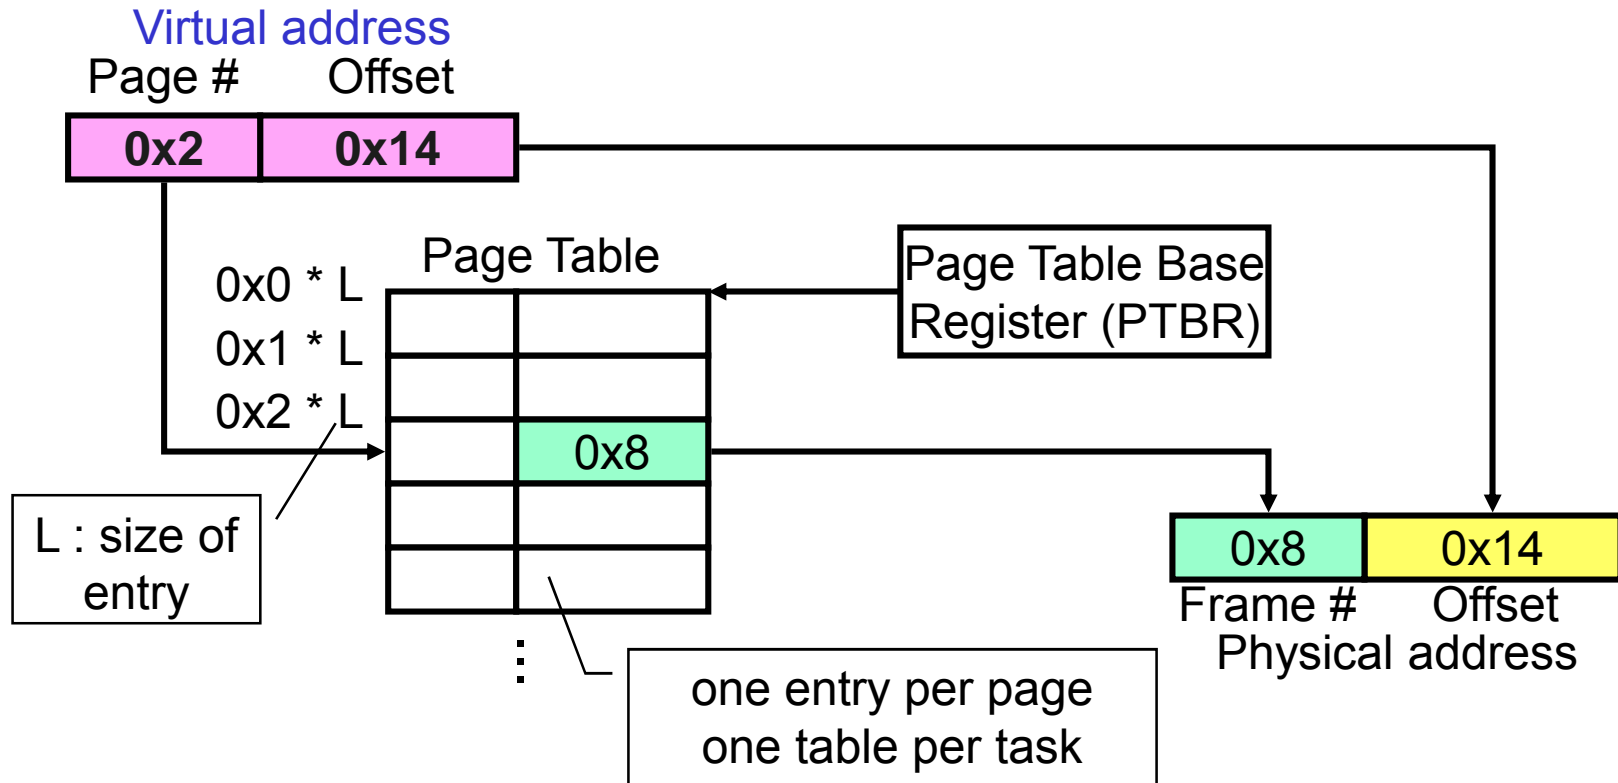 Virtual address
Page # Offset
0x2 0x14
Page Table
Page Table Base
Register (PTBR)
0x0 * L
0x1 * L
0x2 * L
0x8
L : size of
entry
0x8 0x14
Frame # Offset
Physical address
one entry per page
one table per task